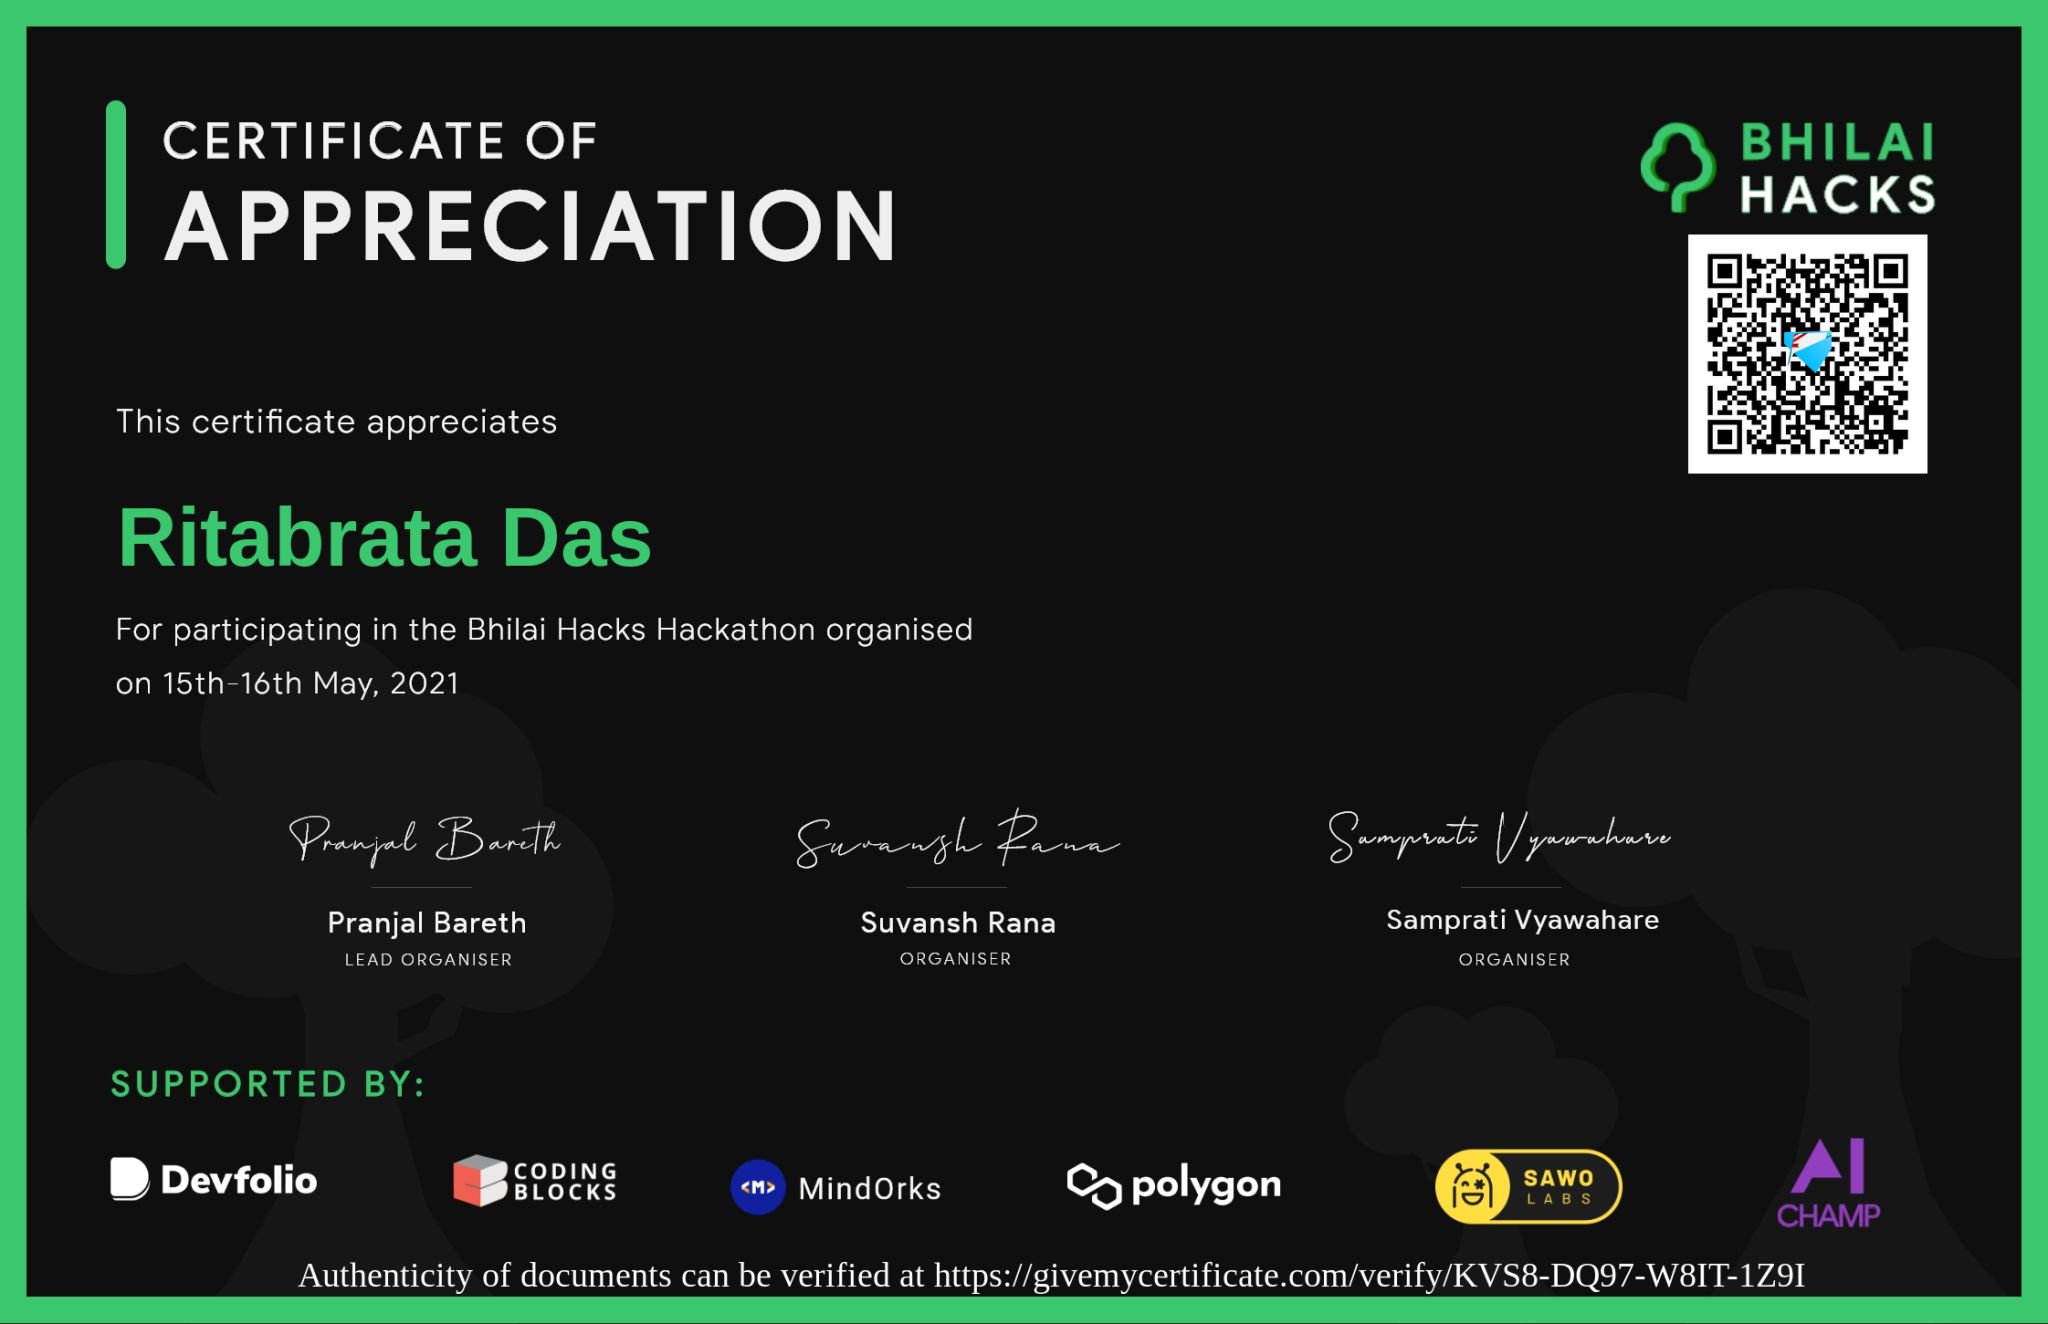 CERTIFICATE OF
APPRECIATION
BHILAI
HACKS
This certificate appreciates
Ritabrata Das
For participating in the Bhilai Hacks Hackathon organised
on 15th-16th May, 2021
Pranjal Bareth
Suvansh Rana
Samprati Vyawahare
Pranjal Bareth
LEAD ORGANISER
Suvansh Rana
ORGANISER
Samprati Vyawahare
ORGANISER
SUPPORTED BY:
Devfolio
CODING
BLOCKS
<M> MindOrks
polygon
SAWO
LABS
AI
CHAMP
Authenticity of documents can be verified at https://givemycertificate.com/verify/KVS8-DQ97-W8IT-1Z9I